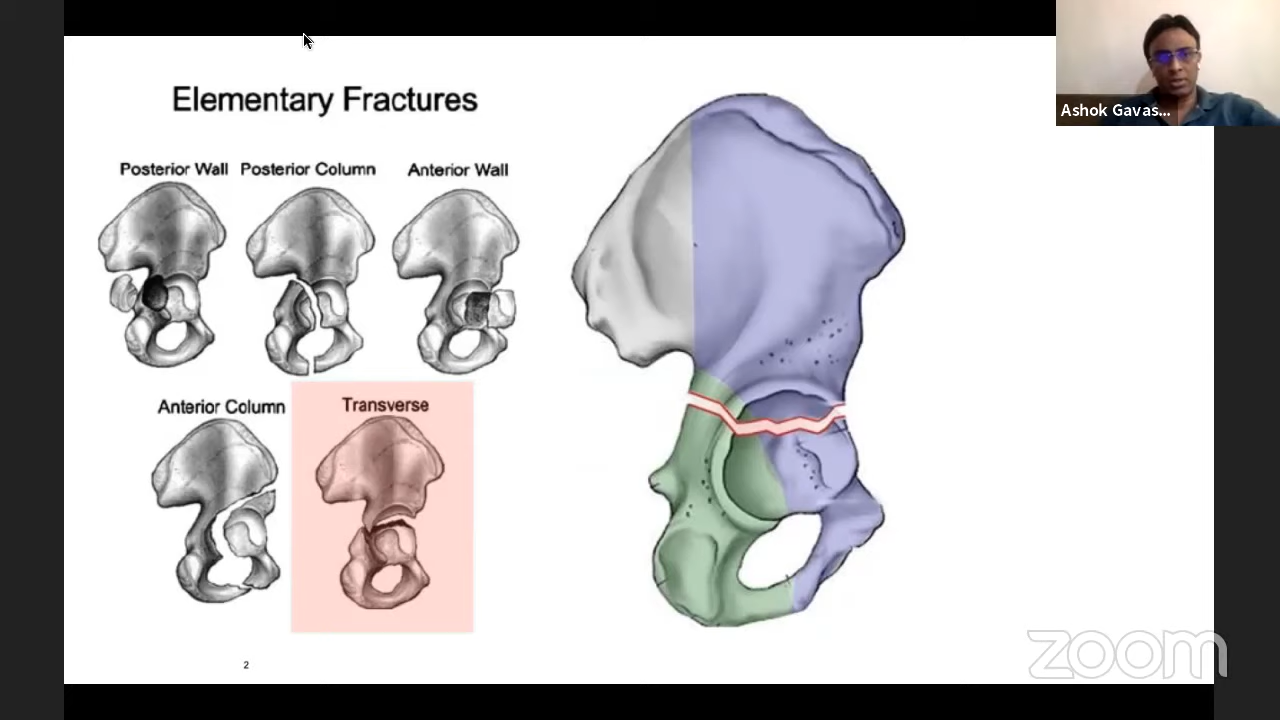 Elementary Fractures
Posterior Wall
Posterior Column
Anterior Wall
Anterior Column
Transverse
2
Ashok Gavas...
zoom